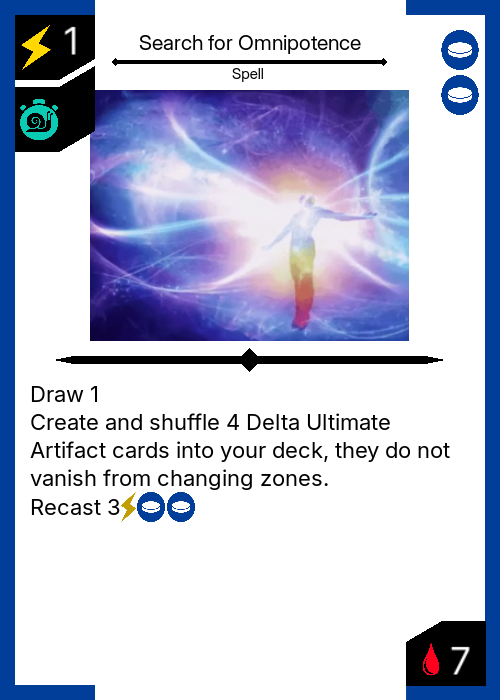 1
Search for Omnipotence
Spell
Draw 1
Create and shuffle 4 Delta Ultimate
Artifact cards into your deck, they do not
vanish from changing zones.
Recast 3
7